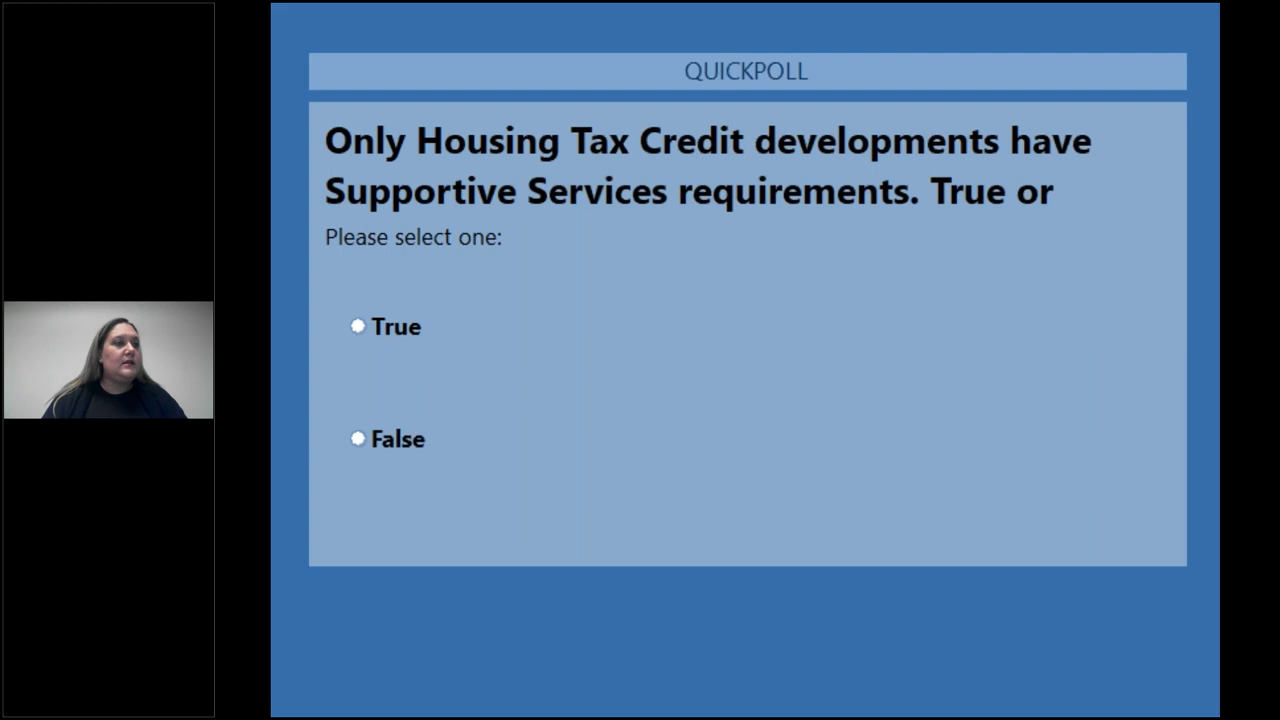 QUICKPOLL
Only Housing Tax Credit developments have
Supportive Services requirements. True or
Please select one:
True
False